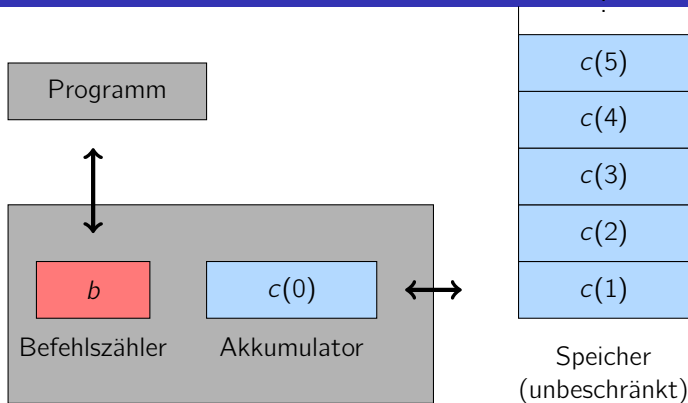 Programm
b
c(0)
Befehlszähler
Akkumulator
c(5)
c(4)
c(3)
c(2)
c(1)
Speicher
(unbeschränkt)